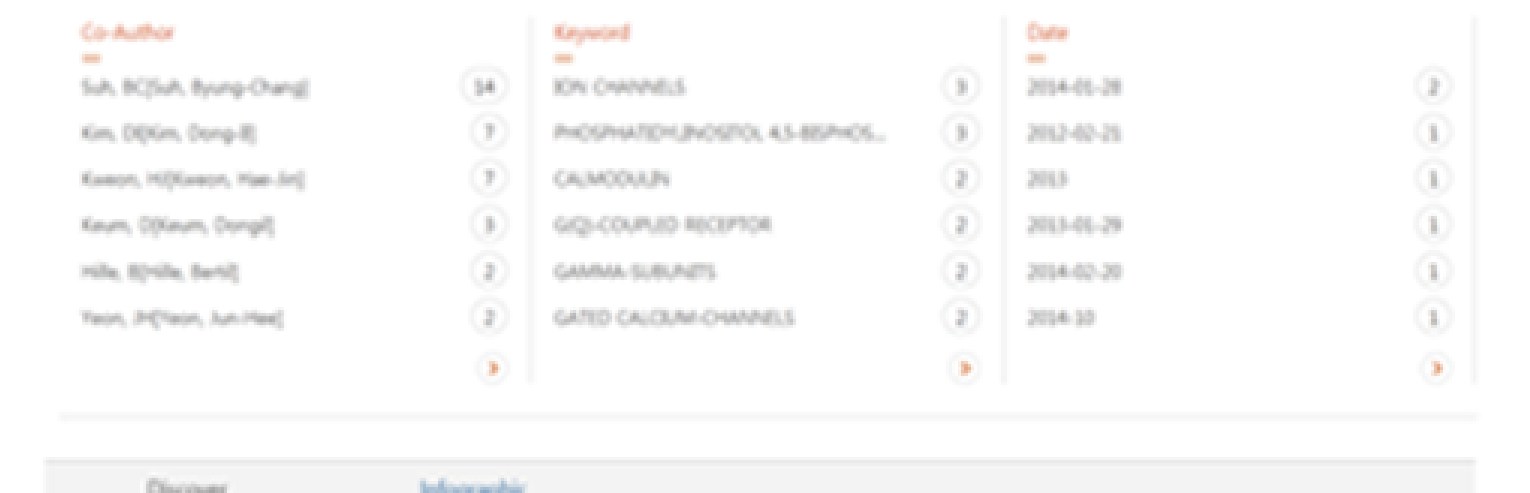 Co-Author
Suh, BC[Suh, Byung-Chang] 14
Kim, DI[Kim, Dong-Il] 7
Kweon, HJ[Kweon, Hae-Jin] 7
Keum, D[Keum, Dongil] 3
Hille, B[Hille, Bertil] 2
Yeon, JH[Yeon, Jun-Hee] 2
Keyword
ION CHANNELS 3
PHOSPHATIDYLINOSITOL 4,5-BISPHOS... 3
CALMODULIN 2
G(Q)-COUPLED RECEPTOR 2
GAMMA-SUBUNITS 2
GATED CALCIUM-CHANNELS 2
Date
2014-01-28 2
2012-02-21 1
2013 1
2013-01-29 1
2014-02-20 1
2014-10 1
Discover Infographic